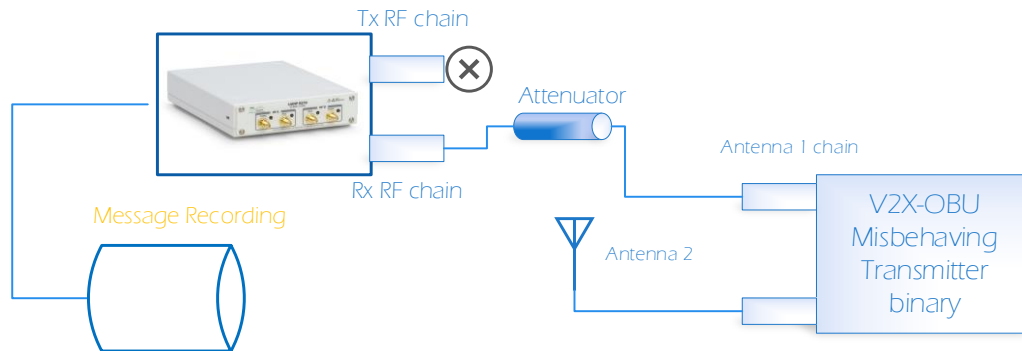 Tx RF chain
Attenuator
Antenna 1 chain
Rx RF chain
Message Recording
V2X-OBU
Misbehaving
Transmitter
binary
Antenna 2